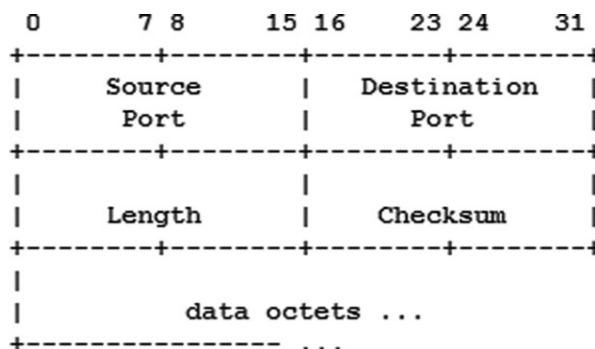 0      7 8     15 16    23 24    31
+--------+--------+--------+--------+
|     Source      |   Destination   |
|      Port       |      Port       |
+--------+--------+--------+--------+
|                 |                 |
|     Length      |    Checksum     |
+--------+--------+--------+--------+
|
|          data octets ...
+---------------- ...